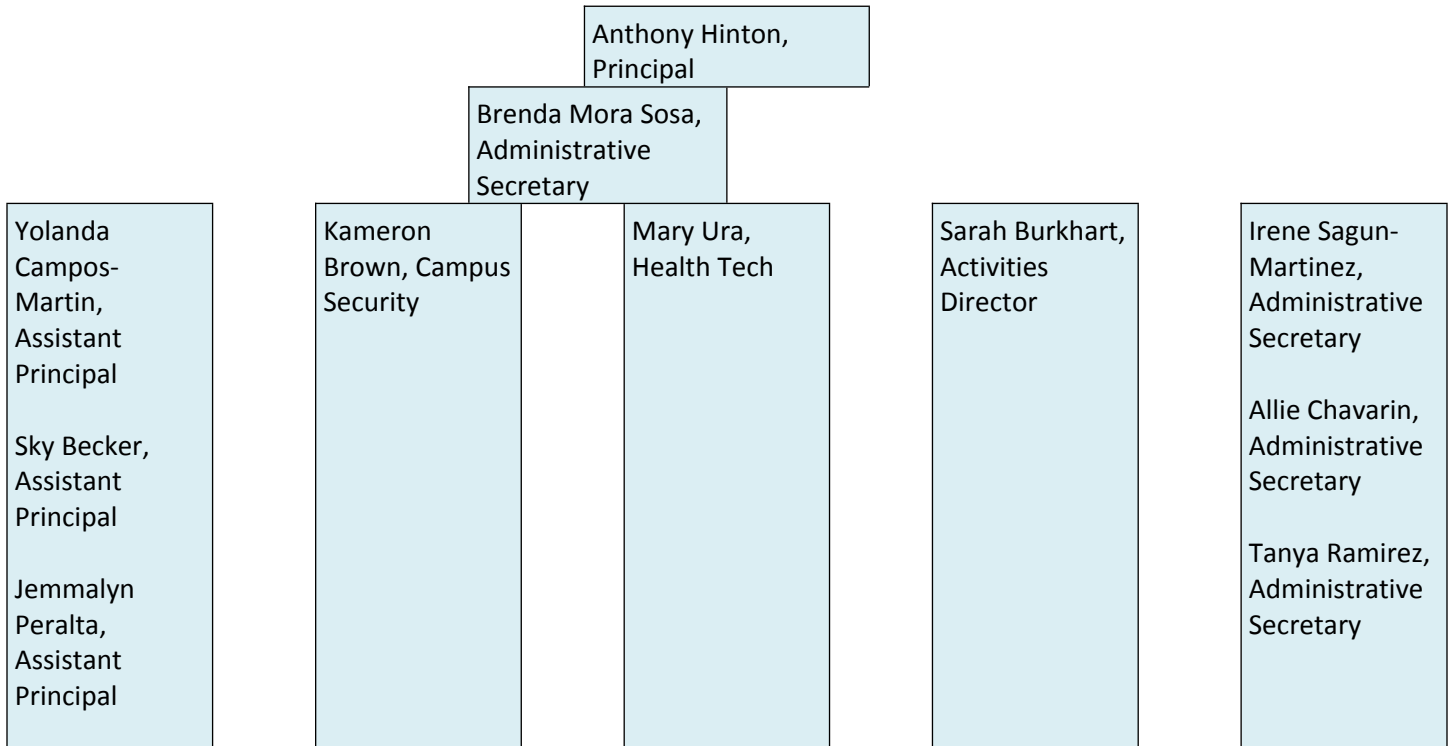 Anthony Hinton,
Principal
Brenda Mora Sosa,
Administrative
Secretary
Yolanda
Campos-
Martin,
Assistant
Principal
Sky Becker,
Assistant
Principal
Jemmalyn
Peralta,
Assistant
Principal
Kameron
Brown, Campus
Security
Mary Ura,
Health Tech
Sarah Burkhart,
Activities
Director
Irene Sagun-
Martinez,
Administrative
Secretary
Allie Chavarin,
Administrative
Secretary
Tanya Ramirez,
Administrative
Secretary